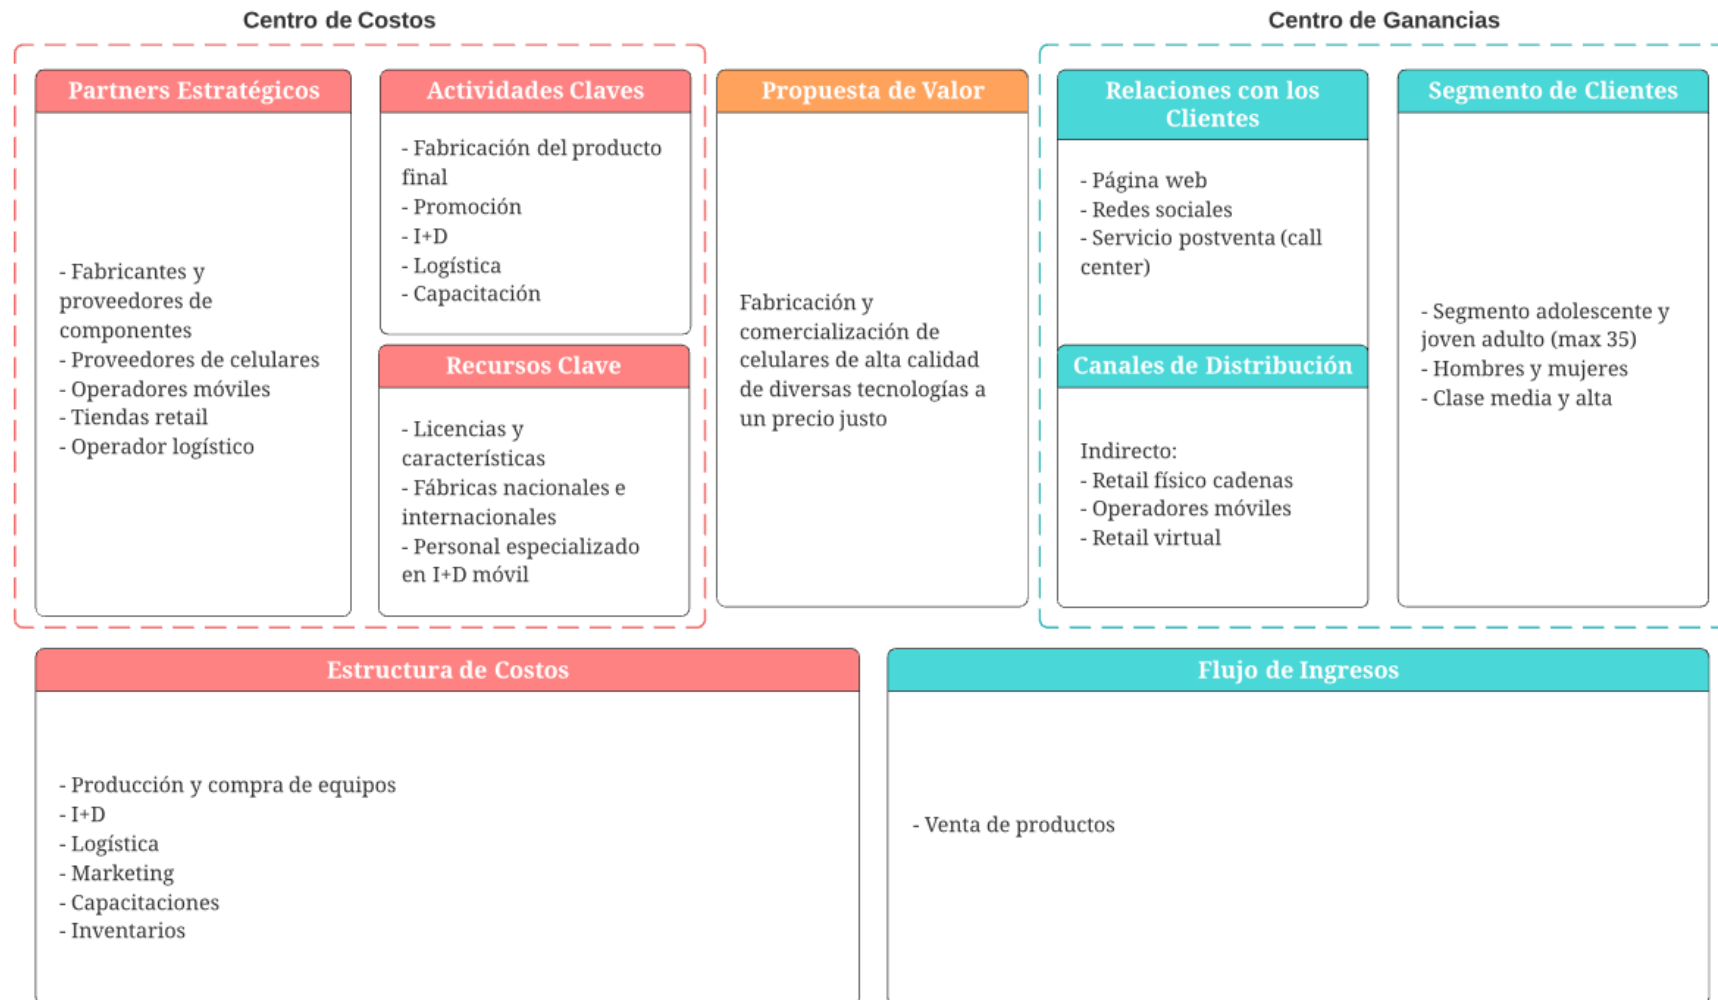 Centro de Costos
Centro de Ganancias
Partners Estratégicos
- Fabricantes y
proveedores de
componentes
- Proveedores de celulares
- Operadores móviles
- Tiendas retail
- Operador logístico
Actividades Claves
- Fabricación del producto
final
- Promoción
- I+D
- Logística
- Capacitación
Recursos Clave
- Licencias y
características
- Fábricas nacionales e
internacionales
- Personal especializado
en I+D móvil
Propuesta de Valor
Fabricación y
comercialización de
celulares de alta calidad
de diversas tecnologías a
un precio justo
Relaciones con los
Clientes
- Página web
- Redes sociales
- Servicio postventa (call
center)
Canales de Distribución
Indirecto:
- Retail físico cadenas
- Operadores móviles
- Retail virtual
Segmento de Clientes
- Segmento adolescente y
joven adulto (max 35)
- Hombres y mujeres
- Clase media y alta
Estructura de Costos
- Producción y compra de equipos
- I+D
- Logística
- Marketing
- Capacitaciones
- Inventarios
Flujo de Ingresos
- Venta de productos